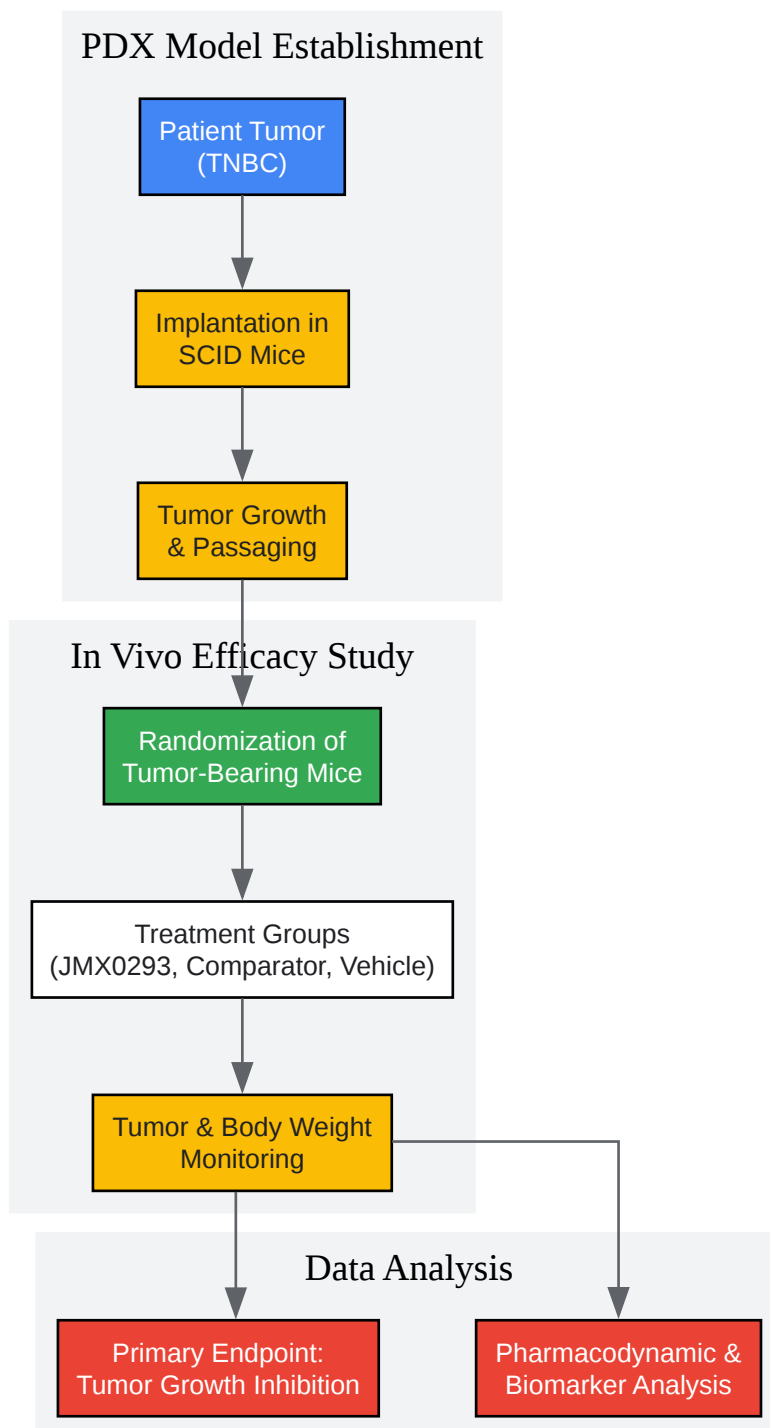 PDX Model Establishment
Patient Tumor
(TNBC)
Implantation in
SCID Mice
Tumor Growth
& Passaging
In Vivo Efficacy Study
Randomization of
Tumor-Bearing Mice
Treatment Groups
(JMX0293, Comparator, Vehicle)
Tumor & Body Weight
Monitoring
Data Analysis
Primary Endpoint:
Tumor Growth Inhibition
Pharmacodynamic &
Biomarker Analysis